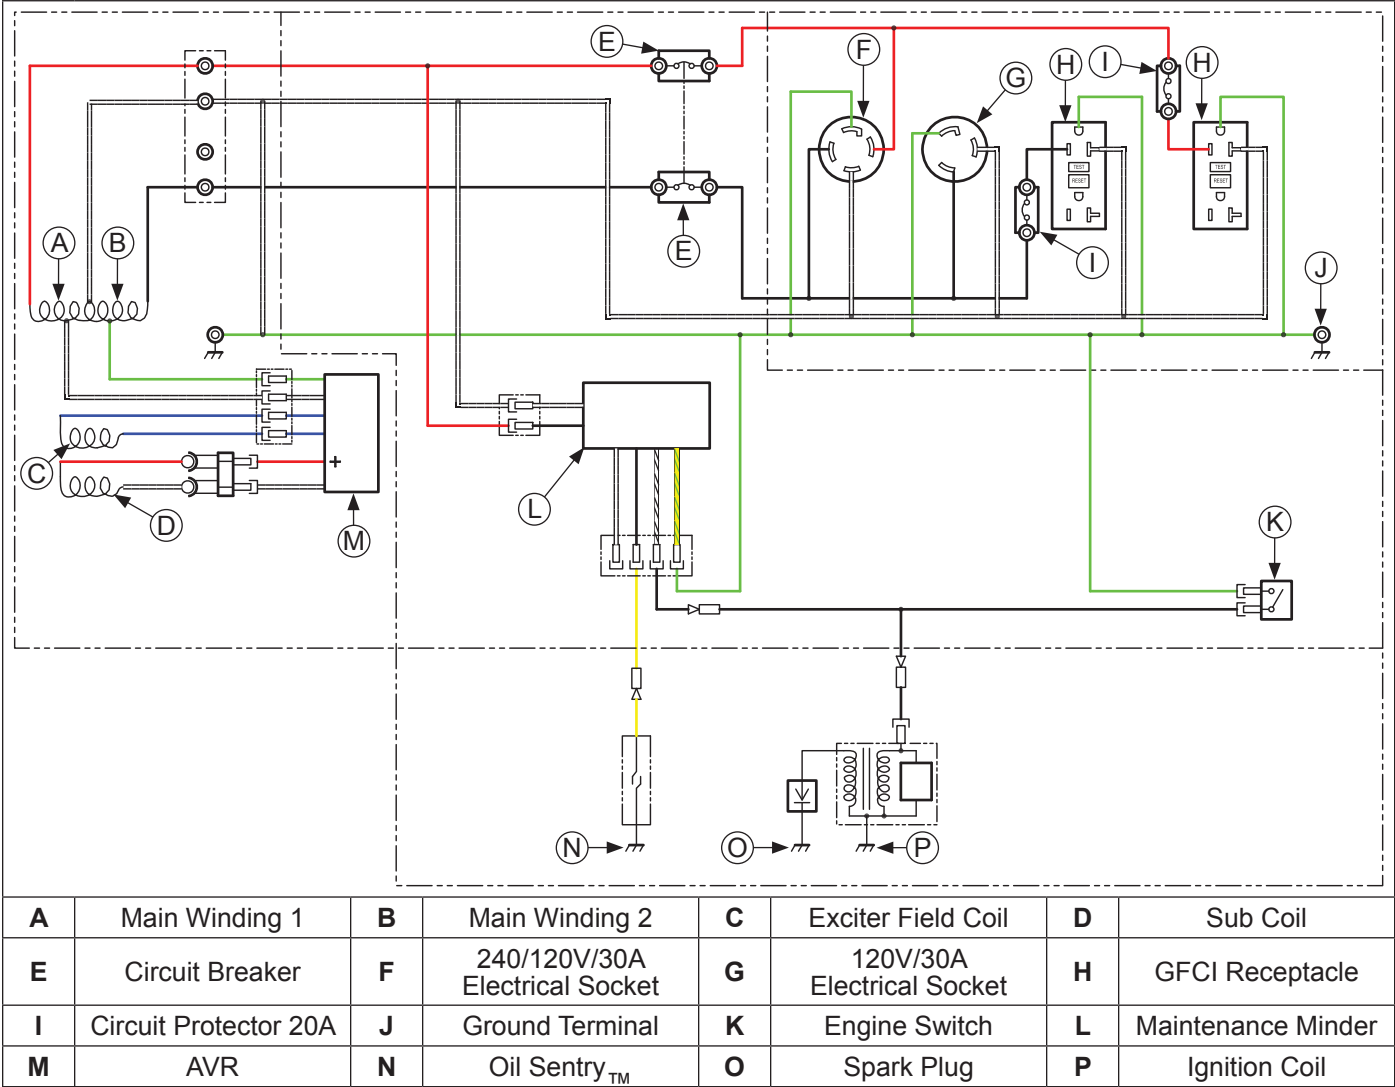 E
F
G
H
I
H
TEST
RESET
TEST
RESET
A
B
E
I
J
+
C
D
M
L
K
N
O
P
A Main Winding 1 B Main Winding 2 C Exciter Field Coil D Sub Coil
E Circuit Breaker F 240/120V/30A
Electrical Socket G 120V/30A
Electrical Socket H GFCI Receptacle
I Circuit Protector 20A J Ground Terminal K Engine Switch L Maintenance Minder
M AVR N Oil Sentry TM O Spark Plug P Ignition Coil